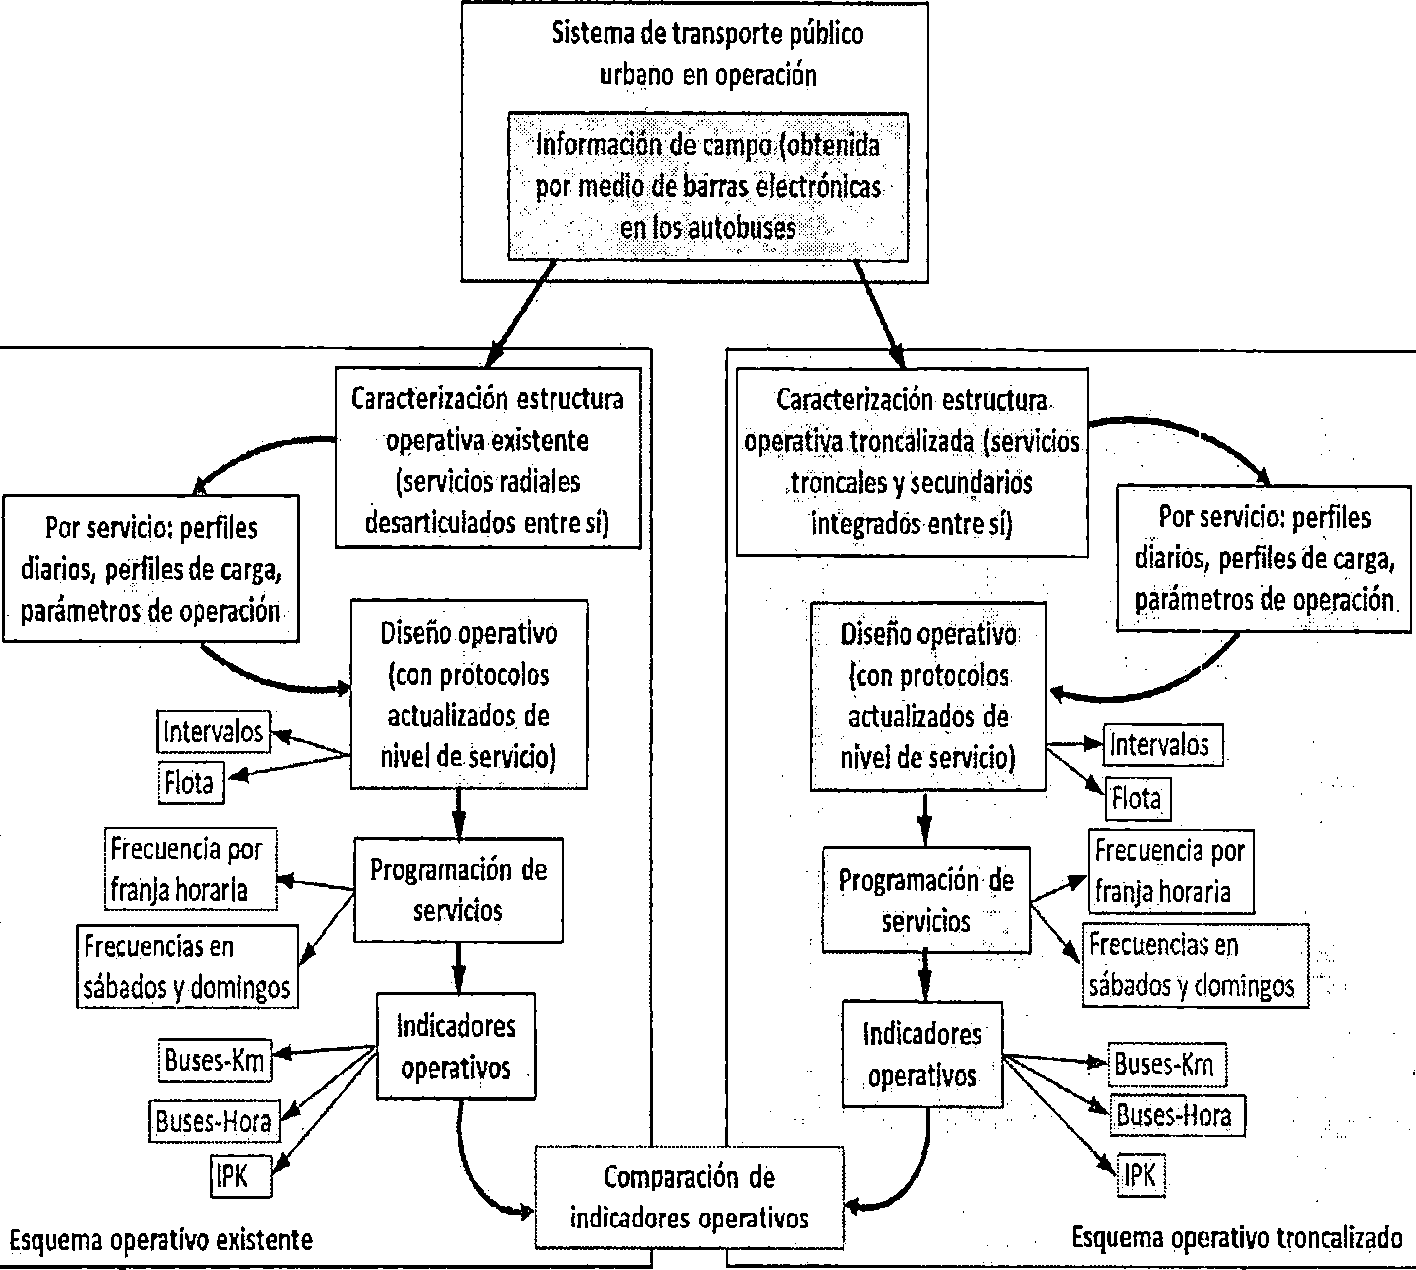 Sistema de transporte público
urbano en operación
Información de campo (obtenida
por medio de barras electrónicas
en los autobuses
Caracterización estructura
operativa existente
(servicios radiales
desarticulados entre sí)
Por servicio: perfiles
diarios, perfiles de carga,
parámetros de operación
Diseño operativo
(con protocolos
actualizados de
nivel de servicio)
Intervalos
Flota
Programación de
servicios
Frecuencia por
franja horaria
Frecuencias en
sábados y domingos
Indicadores
operativos
Buses-Km
Buses-Hora
IPK
Esquema operativo existente
Caracterización estructura
operativa troncalizada (servicios
troncales y secundarios
integrados entre sí)
Por servicio: perfiles
diarios, perfiles de carga,
parámetros de operación
Diseño operativo
(con protocolos
actualizados de
nivel de servicio)
Intervalos
Flota
Programación de
servicios
Frecuencia por
franja horaria
Frecuencias en
sábados y domingos
Indicadores
operativos
Buses-Km
Buses-Hora
IPK
Comparación de
indicadores operativos
Esquema operativo troncalizado